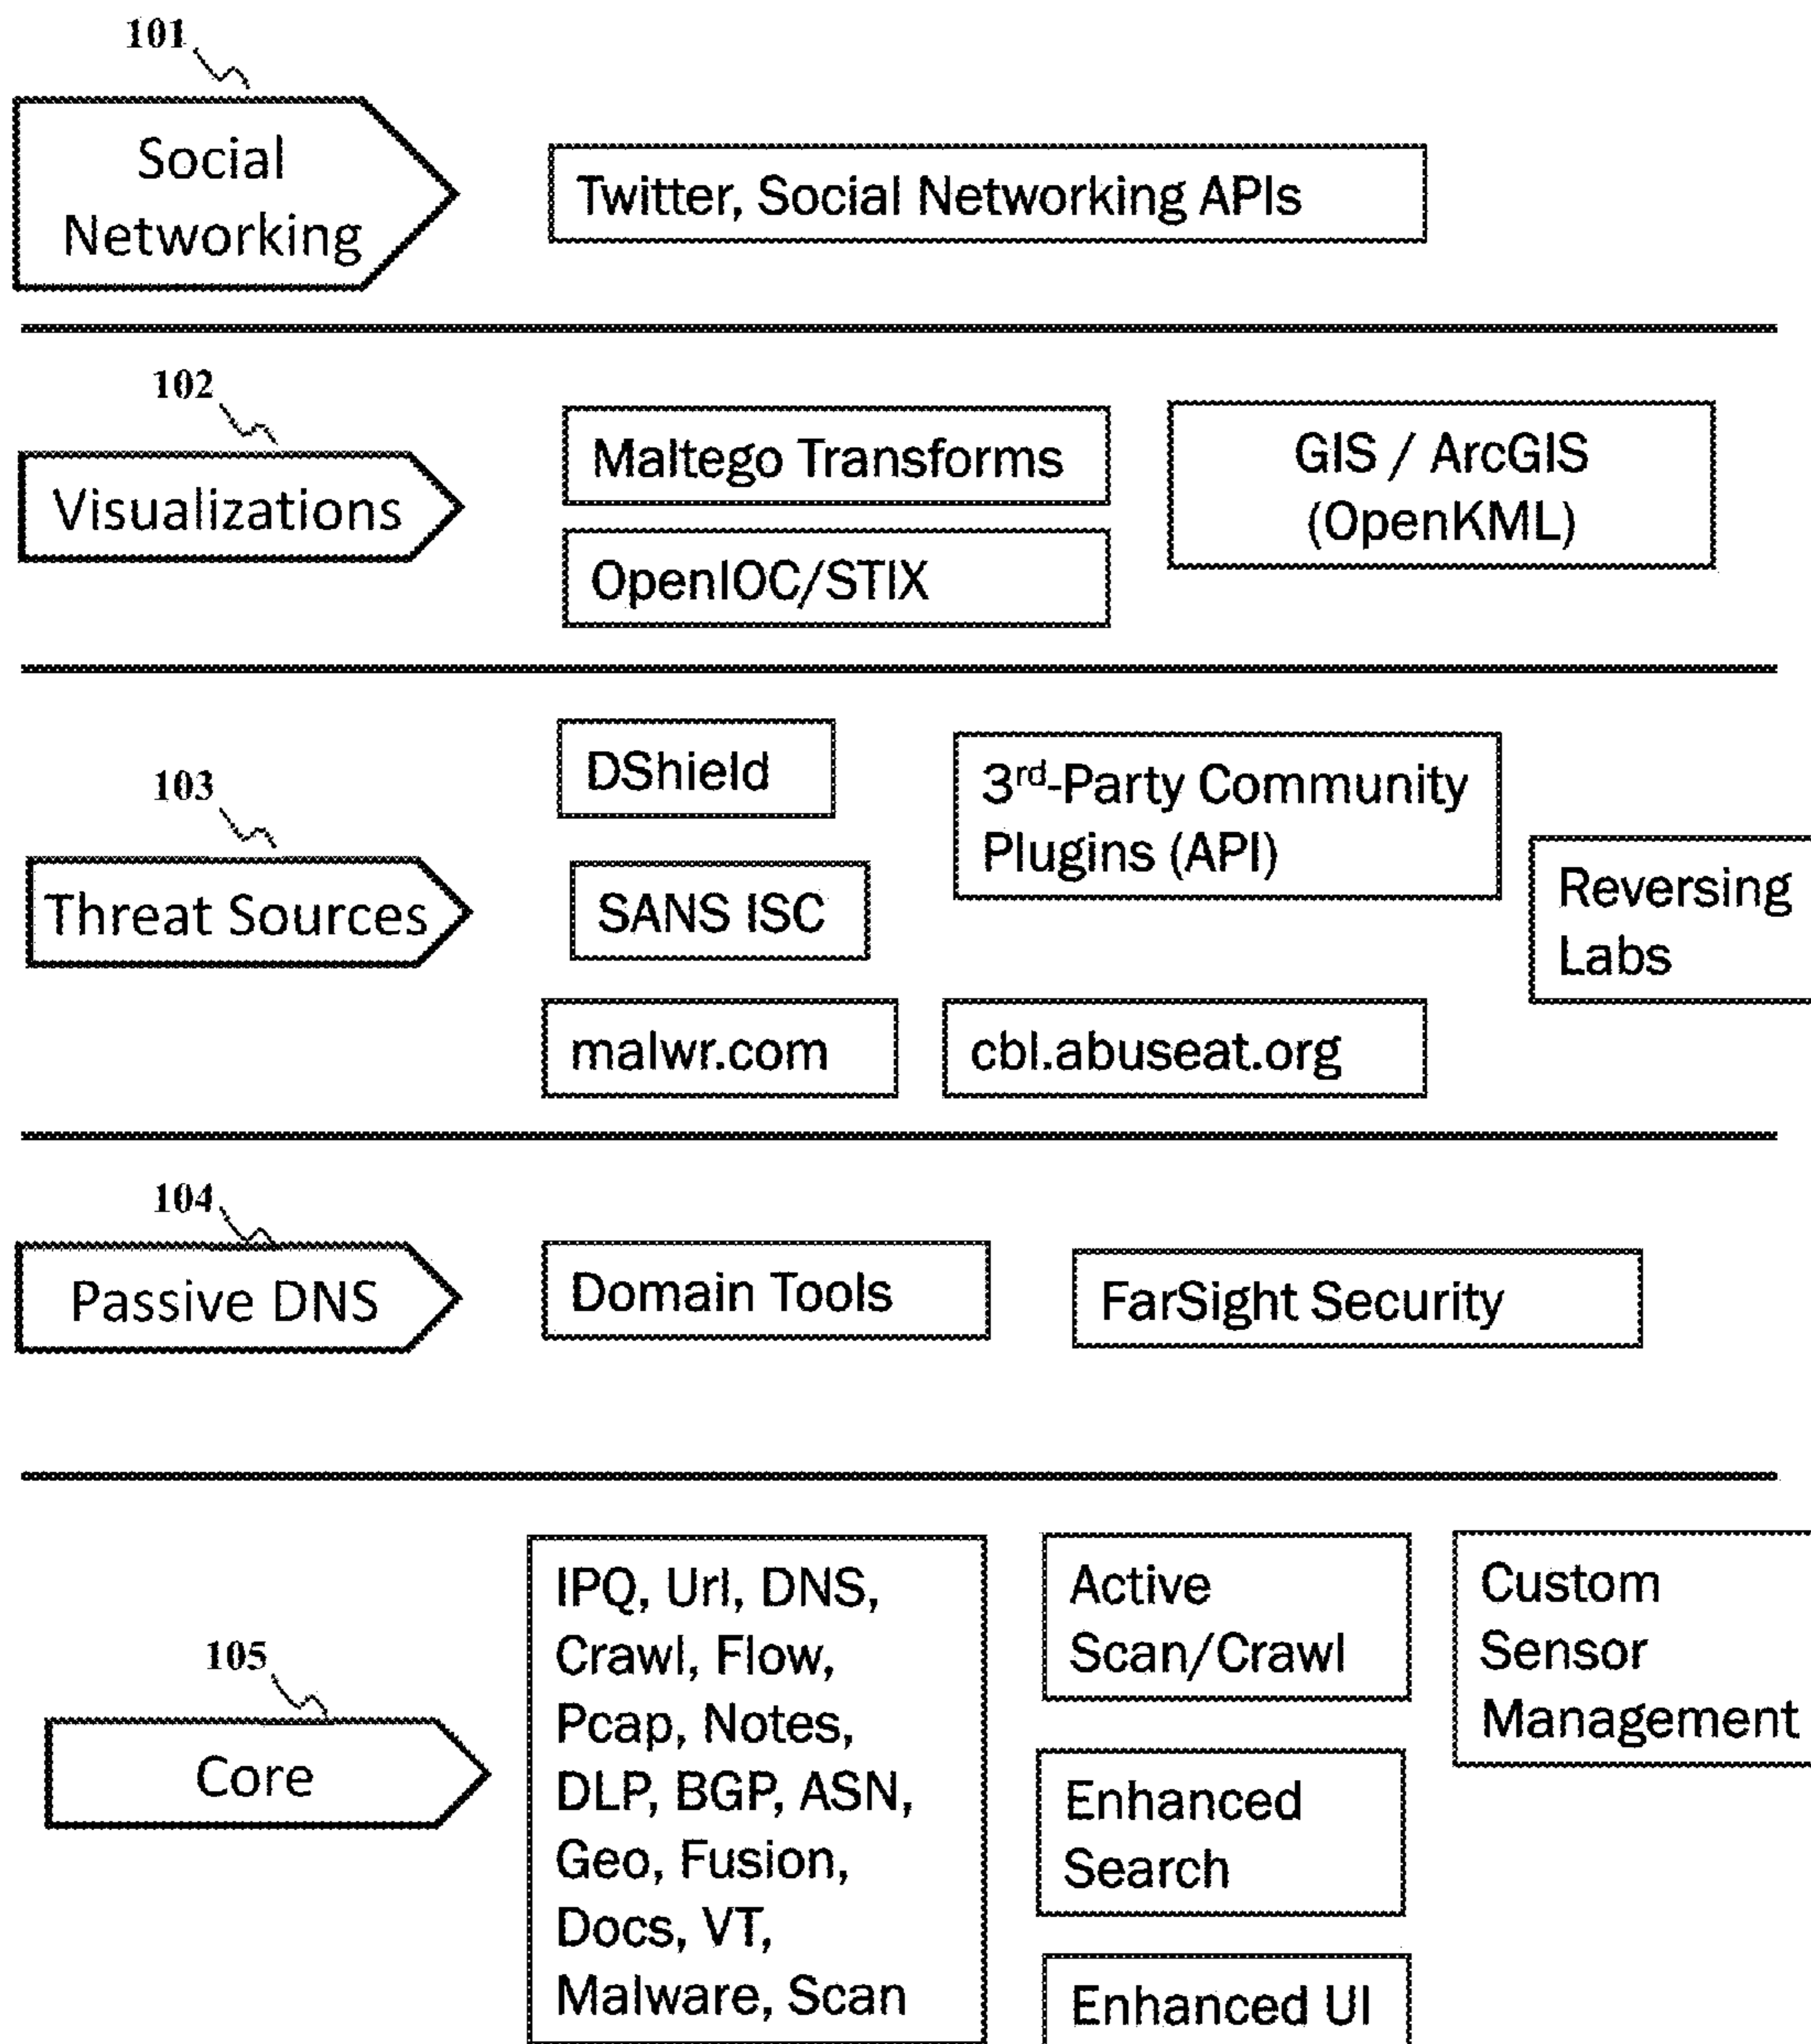 101
Social
Networking
Twitter, Social Networking APIs
102
Visualizations
Maltego Transforms
OpenIOC/STIX
GIS / ArcGIS
(OpenKML)
103
Threat Sources
DShield
SANS ISC
malwr.com
3rd-Party Community
Plugins (API)
cbl.abuseat.org
Reversing
Labs
104
Passive DNS
Domain Tools
FarSight Security
105
Core
IPQ, Url, DNS,
Crawl, Flow,
Pcap, Notes,
DLP, BGP, ASN,
Geo, Fusion,
Docs, VT,
Malware, Scan
Active
Scan/Crawl
Enhanced
Search
Enhanced UI
Custom
Sensor
Management